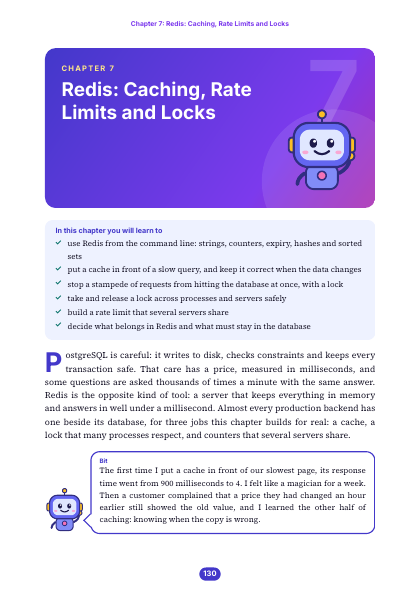 Chapter 7: Redis: Caching, Rate Limits and Locks
CHAPTER 7
7
Redis: Caching, Rate
Limits and Locks
In this chapter you will learn to
use Redis from the command line: strings, counters, expiry, hashes and sorted
sets
put a cache in front of a slow query, and keep it correct when the data changes
stop a stampede of requests from hitting the database at once, with a lock
take and release a lock across processes and servers safely
build a rate limit that several servers share
decide what belongs in Redis and what must stay in the database
PostgreSQL is careful: it writes to disk, checks constraints and keeps every
transaction safe. That care has a price, measured in milliseconds, and
some questions are asked thousands of times a minute with the same answer.
Redis is the opposite kind of tool: a server that keeps everything in memory
and answers in well under a millisecond. Almost every production backend has
one beside its database, for three jobs this chapter builds for real: a cache, a
lock that many processes respect, and counters that several servers share.
Bit
The first time I put a cache in front of our slowest page, its response
time went from 900 milliseconds to 4. I felt like a magician for a week.
Then a customer complained that a price they had changed an hour
earlier still showed the old value, and I learned the other half of
caching: knowing when the copy is wrong.
130